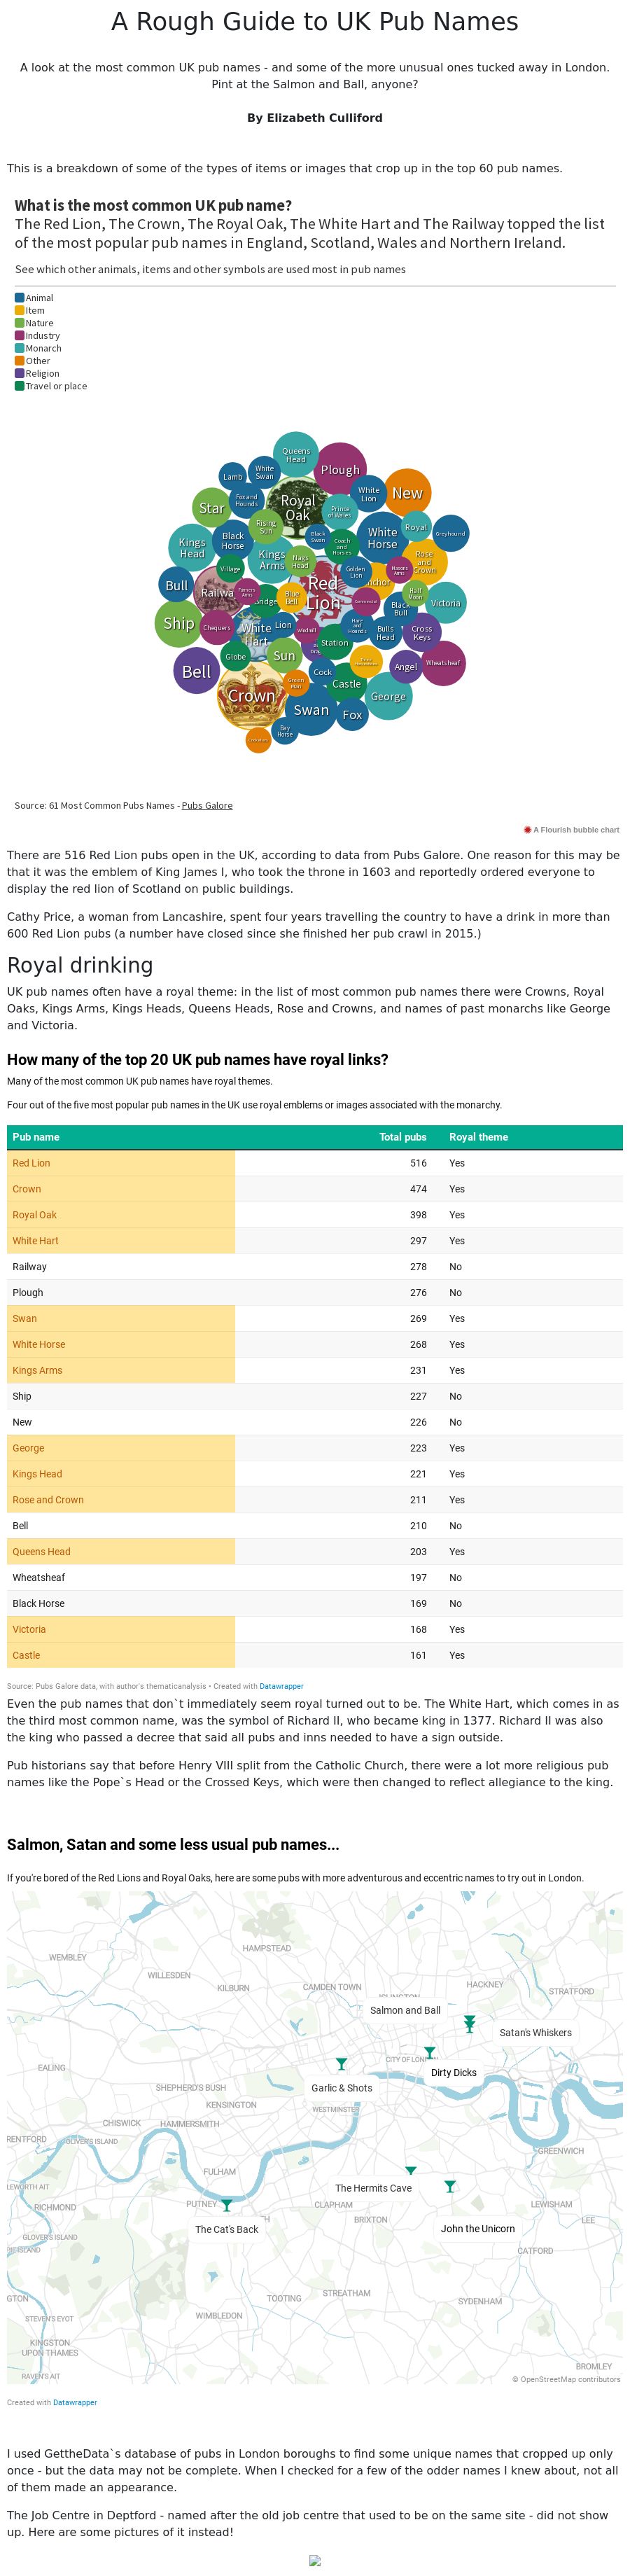 A Rough Guide to UK Pub Names
A look at the most common UK pub names - and some of the more unusual ones tucked away in London.
Pint at the Salmon and Ball, anyone?
By Elizabeth Culliford
This is a breakdown of some of the types of items or images that crop up in the top 60 pub names.
What is the most common UK pub name?
The Red Lion, The Crown, The Royal Oak, The White Hart and The Railway topped the list
of the most popular pub names in England, Scotland, Wales and Northern Ireland.
See which other animals, items and other symbols are used most in pub names
Animal
Item
Nature
Industry
Monarch
Other
Religion
Travel or place
Queens
Head
Plough
White
Swan
Lamb
White
Lion
New
Fox and
Hounds
Royal
Oak
Star
Prince
of Wales
Rising
Sun
Royal
Greyhound
Black
Swan
White
Horse
Kings
Head
Black
Horse
Coach
and
Horses
Kings
Arms
Rose
and
Crown
Nags
Head
Village
Golden
Lion
Masons
Arms
Bull
Red
Lion
Railwa
Farmers
Arms
Blue
Bell
Half
Moon
Victoria
Black
Bull
Ship
Chequers
White
Hart
Lion
Hare
and
Hounds
Bulls
Head
Cross
Keys
Station
Globe
Sun
Bell
Cock
Angel
Wheatsheaf
Green
Man
Castle
Crown
George
Swan
Fox
Bay
Horse
Source: 61 Most Common Pubs Names - Pubs Galore
A Flourish bubble chart
There are 516 Red Lion pubs open in the UK, according to data from Pubs Galore. One reason for this may be
that it was the emblem of King James I, who took the throne in 1603 and reportedly ordered everyone to
display the red lion of Scotland on public buildings.
Cathy Price, a woman from Lancashire, spent four years travelling the country to have a drink in more than
600 Red Lion pubs (a number have closed since she finished her pub crawl in 2015.)
Royal drinking
UK pub names often have a royal theme: in the list of most common pub names there were Crowns, Royal
Oaks, Kings Arms, Kings Heads, Queens Heads, Rose and Crowns, and names of past monarchs like George
and Victoria.
How many of the top 20 UK pub names have royal links?
Many of the most common UK pub names have royal themes.
Four out of the five most popular pub names in the UK use royal emblems or images associated with the monarchy.
Pub name Total pubs Royal theme
Red Lion 516 Yes
Crown 474 Yes
Royal Oak 398 Yes
White Hart 297 Yes
Railway 278 No
Plough 276 No
Swan 269 Yes
White Horse 268 Yes
Kings Arms 231 Yes
Ship 227 No
New 226 No
George 223 Yes
Kings Head 221 Yes
Rose and Crown 211 Yes
Bell 210 No
Queens Head 203 Yes
Wheatsheaf 197 No
Black Horse 169 No
Victoria 168 Yes
Castle 161 Yes
Source: Pubs Galore data, with author's thematicanalysis • Created with Datawrapper
Even the pub names that don`t immediately seem royal turned out to be. The White Hart, which comes in as
the third most common name, was the symbol of Richard II, who became king in 1377. Richard II was also
the king who passed a decree that said all pubs and inns needed to have a sign outside.
Pub historians say that before Henry VIII split from the Catholic Church, there were a lot more religious pub
names like the Pope`s Head or the Crossed Keys, which were then changed to reflect allegiance to the king.
Salmon, Satan and some less usual pub names...
If you're bored of the Red Lions and Royal Oaks, here are some pubs with more adventurous and eccentric names to try out in London.
HAMPSTEAD
WEMBLEY
WILLESDEN
KILBURN
CAMDEN TOWN
HACKNEY
STRATFORD
Salmon and Ball
Satan's Whiskers
CITY OF LON
EALING
Dirty Dicks
SHEPHERD'S BUSH
Garlic & Shots
KENSINGTON
WESTMINSTER
CHISWICK
HAMMERSMITH
RENTFORD
OLIVER'S ISLAND
GREENWICH
FULHAM
LEWORTH AIT
The Hermits Cave
RICHMOND
PUTNEY
CLAPHAM
BRIXTON
LEWISHAM
LEE
The Cat's Back
John the Unicorn
GLOVER'S ISLAND
PIE ISLAND
CATFORD
GTON
TOOTING
STREATHAM
SYDENHAM
STEVEN'S EYOT
WIMBLEDON
KINGSTON
UPON THAMES
BROMLEY
RAVEN'S AIT
© OpenStreetMap contributors
Created with Datawrapper
I used GettheData`s database of pubs in London boroughs to find some unique names that cropped up only
once - but the data may not be complete. When I checked for a few of the odder names I knew about, not all
of them made an appearance.
The Job Centre in Deptford - named after the old job centre that used to be on the same site - did not show
up. Here are some pictures of it instead!